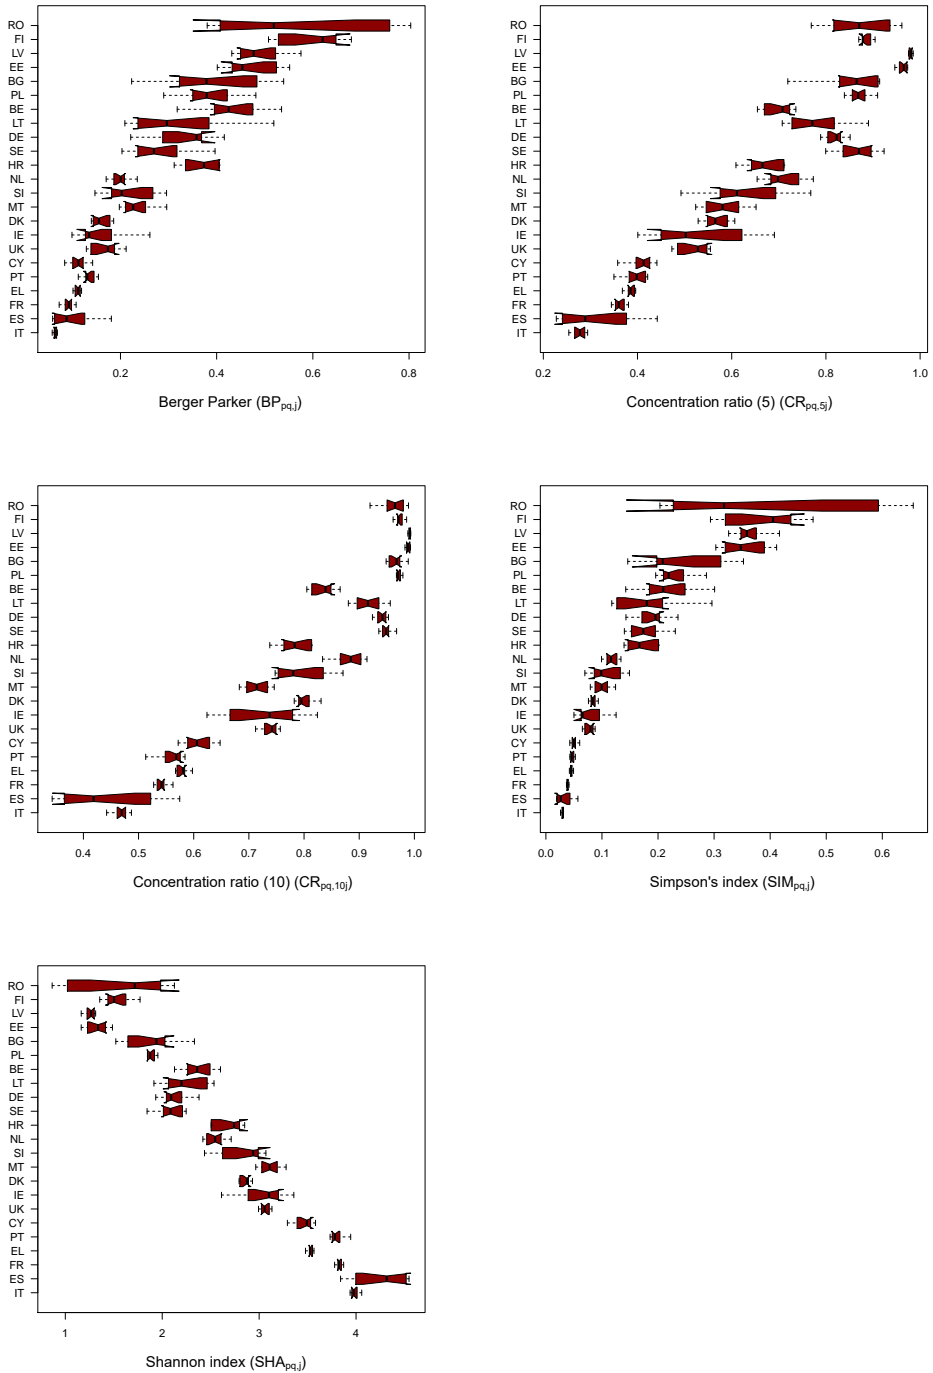 RO
FI
LV
EE
BG
PL
BE
LT
DE
SE
HR
NL
SI
MT
DK
IE
UK
CY
PT
EL
FR
ES
IT
0.2 0.4 0.6 0.8
Berger Parker (BPpq,j)
RO
FI
LV
EE
BG
PL
BE
LT
DE
SE
HR
NL
SI
MT
DK
IE
UK
CY
PT
EL
FR
ES
IT
0.2 0.4 0.6 0.8 1.0
Concentration ratio (5) (CRpq,5j)
RO
FI
LV
EE
BG
PL
BE
LT
DE
SE
HR
NL
SI
MT
DK
IE
UK
CY
PT
EL
FR
ES
IT
0.4 0.5 0.6 0.7 0.8 0.9 1.0
Concentration ratio (10) (CRpq,10j)
RO
FI
LV
EE
BG
PL
BE
LT
DE
SE
HR
NL
SI
MT
DK
IE
UK
CY
PT
EL
FR
ES
IT
0.0 0.1 0.2 0.3 0.4 0.5 0.6
Simpson's index (SIMpq,j)
RO
FI
LV
EE
BG
PL
BE
LT
DE
SE
HR
NL
SI
MT
DK
IE
UK
CY
PT
EL
FR
ES
IT
1 2 3 4
Shannon index (SHApq,j)